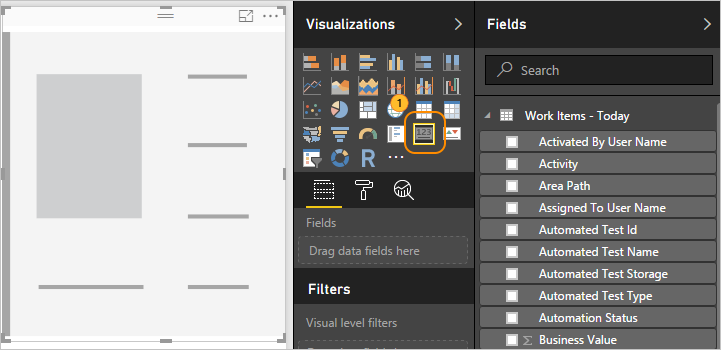 Visualizations
1
123
R
Fields
Drag data fields here
Filters
Visual level filters
Fields
Search
Work Items - Today
Activated By User Name
Activity
Area Path
Assigned To User Name
Automated Test Id
Automated Test Name
Automated Test Storage
Automated Test Type
Automation Status
Σ Business Value